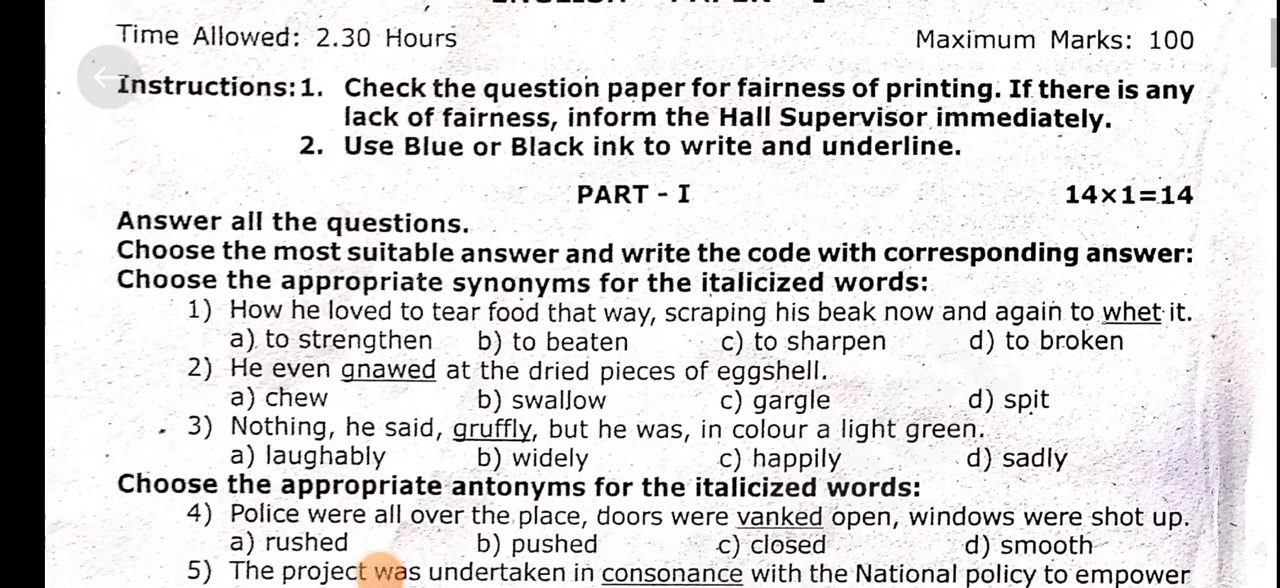 Time Allowed: 2.30 Hours Maximum Marks: 100
Instructions: 1. Check the question paper for fairness of printing. If there is any
lack of fairness, inform the Hall Supervisor immediately.
2. Use Blue or Black ink to write and underline.
PART - I 14x1=14
Answer all the questions.
Choose the most suitable answer and write the code with corresponding answer:
Choose the appropriate synonyms for the italicized words:
1) How he loved to tear food that way, scraping his beak now and again to whet it.
a) to strengthen b) to beaten c) to sharpen d) to broken
2) He even gnawed at the dried pieces of eggshell.
a) chew b) swallow c) gargle d) spit
3) Nothing, he said, gruffly, but he was, in colour a light green.
a) laughably b) widely c) happily d) sadly
Choose the appropriate antonyms for the italicized words:
4) Police were all over the place, doors were vanked open, windows were shot up.
a) rushed b) pushed c) closed d) smooth
5) The project was undertaken in consonance with the National policy to empower